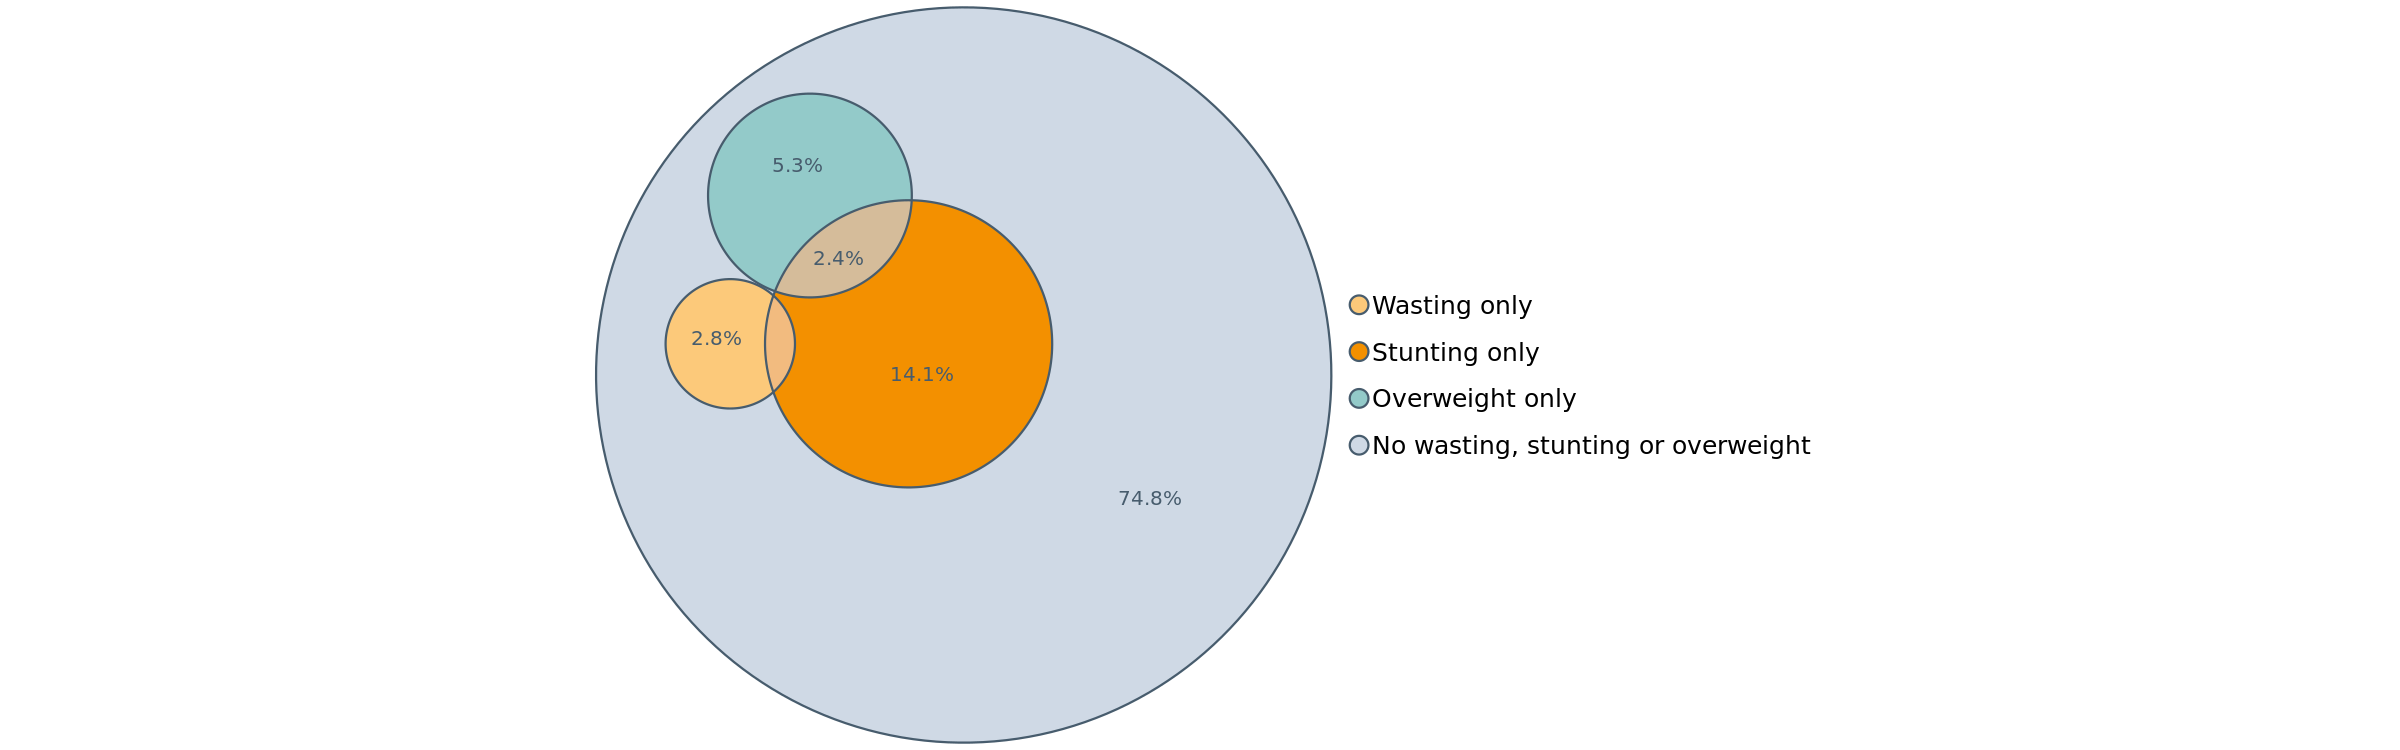 5.3%
2.4%
2.8%
14.1%
74.8%
Wasting only
Stunting only
Overweight only
No wasting, stunting or overweight